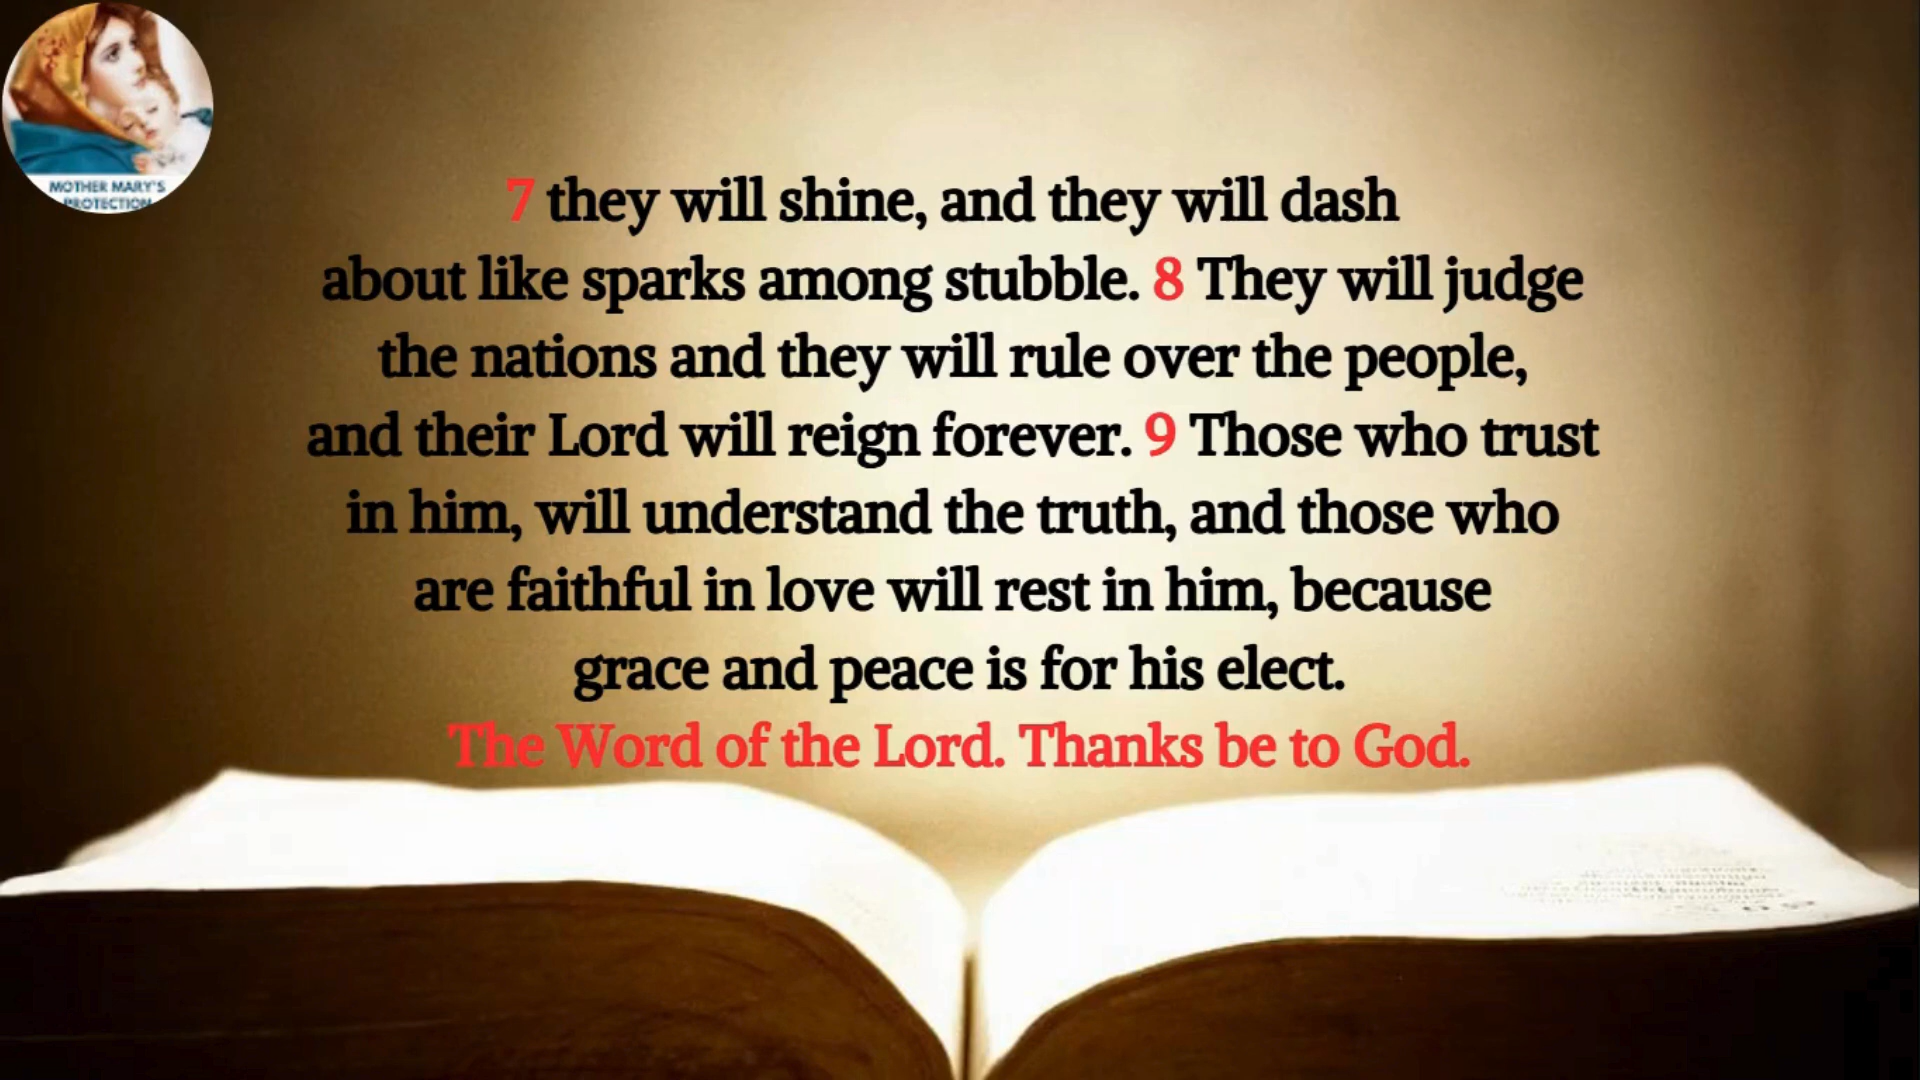 MOTHER MARY'S
PROTECTION
7 they will shine, and they will dash
about like sparks among stubble. 8 They will judge
the nations and they will rule over the people,
and their Lord will reign forever. 9 Those who trust
in him, will understand the truth, and those who
are faithful in love will rest in him, because
grace and peace is for his elect.
The Word of the Lord. Thanks be to God.